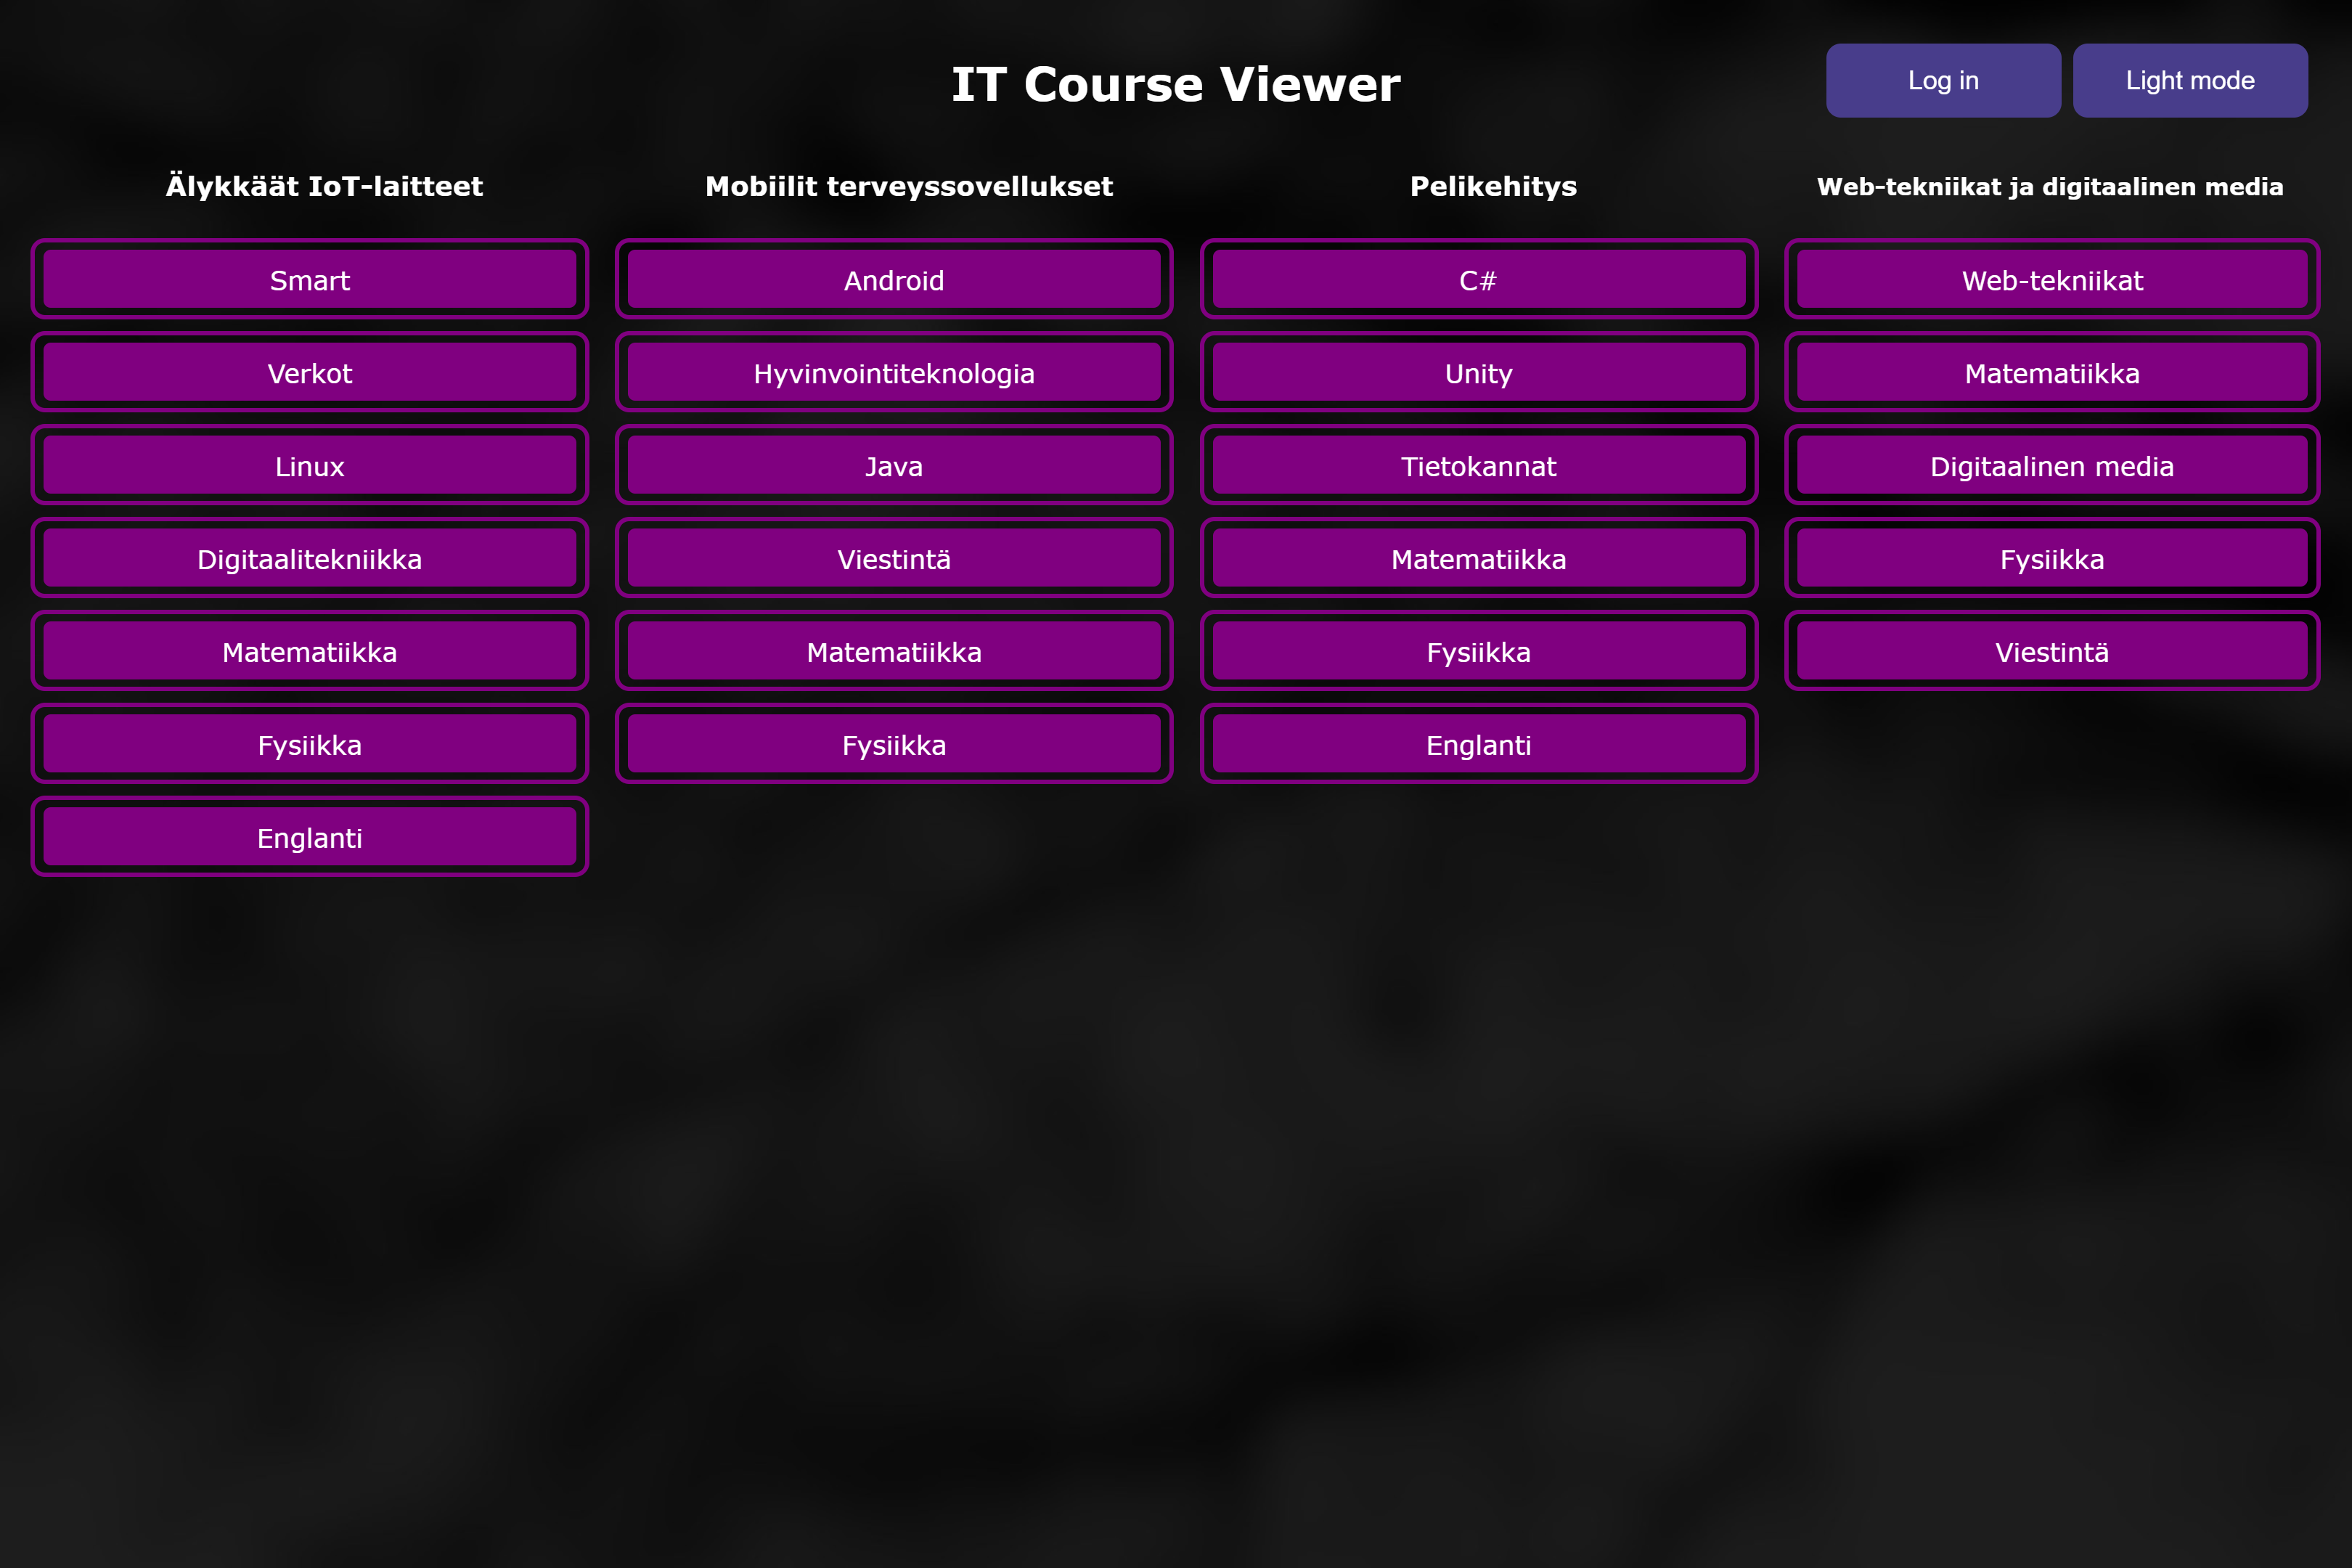 IT Course Viewer
Log in
Light mode
Älykkäät IoT-laitteet
Smart
Verkot
Linux
Digitaalitekniikka
Matematiikka
Fysiikka
Englanti
Mobiilit terveyssovellukset
Android
Hyvinvointiteknologia
Java
Viestintä
Matematiikka
Fysiikka
Pelikehitys
C#
Unity
Tietokannat
Matematiikka
Fysiikka
Englanti
Web-tekniikat ja digitaalinen media
Web-tekniikat
Matematiikka
Digitaalinen media
Fysiikka
Viestintä